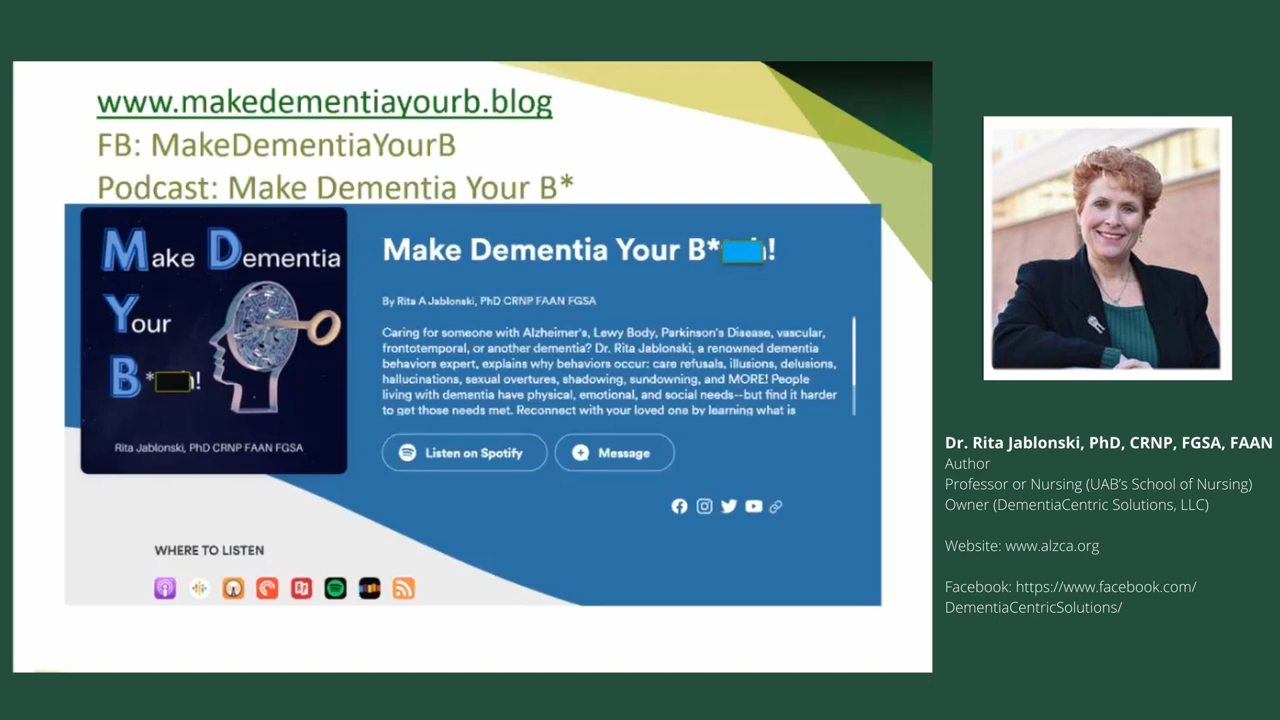 www.makedementiayourb.blog
FB: MakeDementiaYourB
Podcast: Make Dementia Your B*
Make Dementia
Your
B*h!
Rita Jablonski, PhD CRNP FAAN FGSA
Make Dementia Your B*h!
By Rita A Jablonski, PhD CRNP FAAN FGSA
Caring for someone with Alzheimer's, Lewy Body, Parkinson's Disease, vascular,
frontotemporal, or another dementia? Dr. Rita Jablonski, a renowned dementia
behaviors expert, explains why behaviors occur: care refusals, illusions, delusions,
hallucinations, sexual overtures, shadowing, sundowning, and MORE! People
living with dementia have physical, emotional, and social needs--but find it harder
to get those needs met. Reconnect with your loved one by learning what is
Listen on Spotify
Message
WHERE TO LISTEN
Dr. Rita Jablonski, PhD, CRNP, FGSA, FAAN
Author
Professor or Nursing (UAB's School of Nursing)
Owner (DementiaCentric Solutions, LLC)
Website: www.alzca.org
Facebook: https://www.facebook.com/
DementiaCentricSolutions/